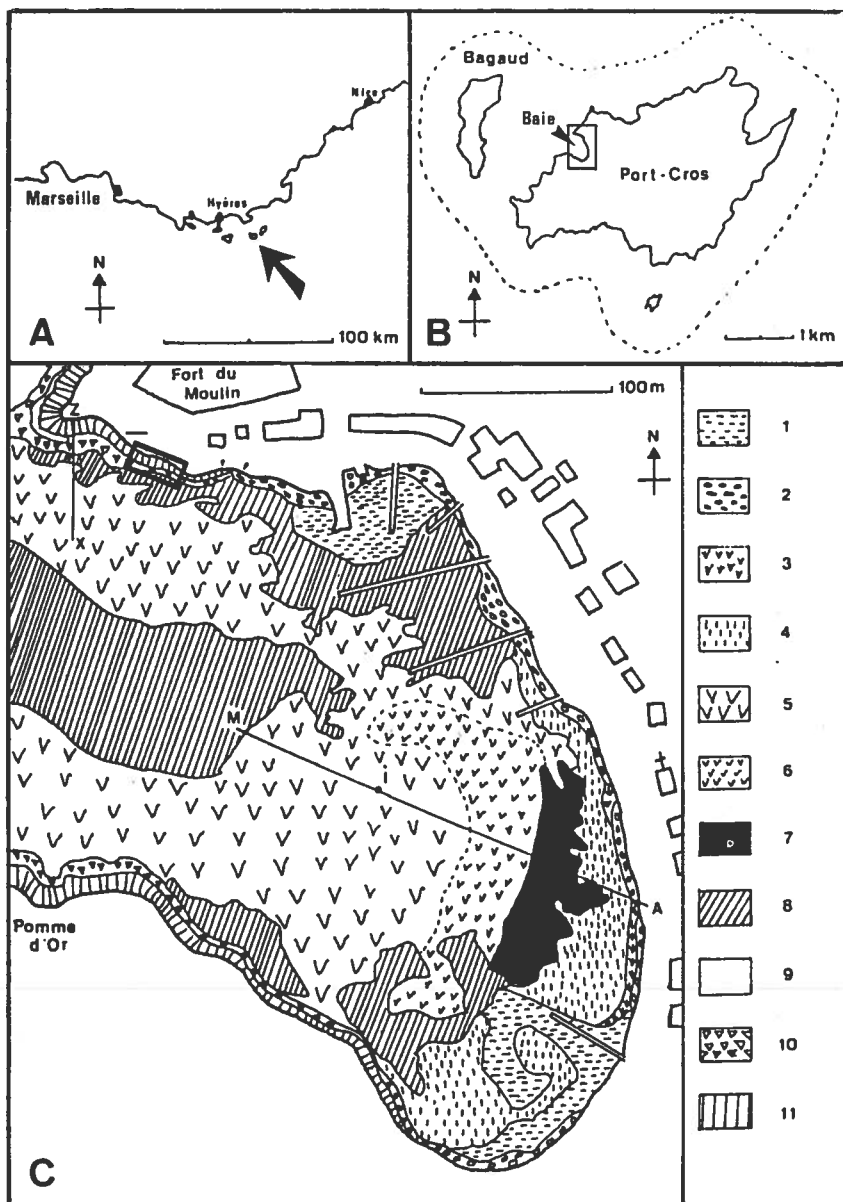 Nice
Marseille
Hyères
N
A
100 km
Bagaud
Baie
Port-Cros
N
B
1 km
Fort du
Moulin
100 m
N
Z
X
M
A
Pomme
d'Or
C
1
2
3
4
5
6
7
8
9
10
11